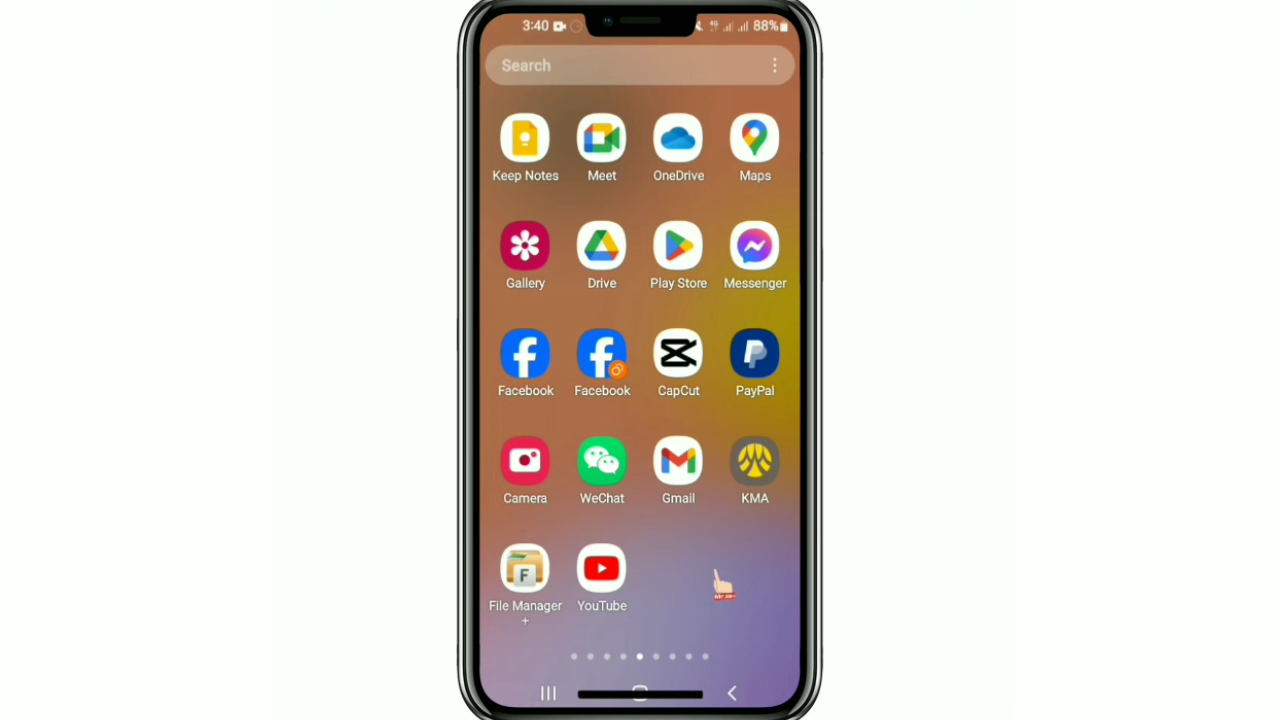 3:40 4G 88%
Search
Keep Notes Meet OneDrive Maps
Gallery Drive Play Store Messenger
Facebook Facebook CapCut PayPal
Camera WeChat Gmail KMA
F
File Manager YouTube
+